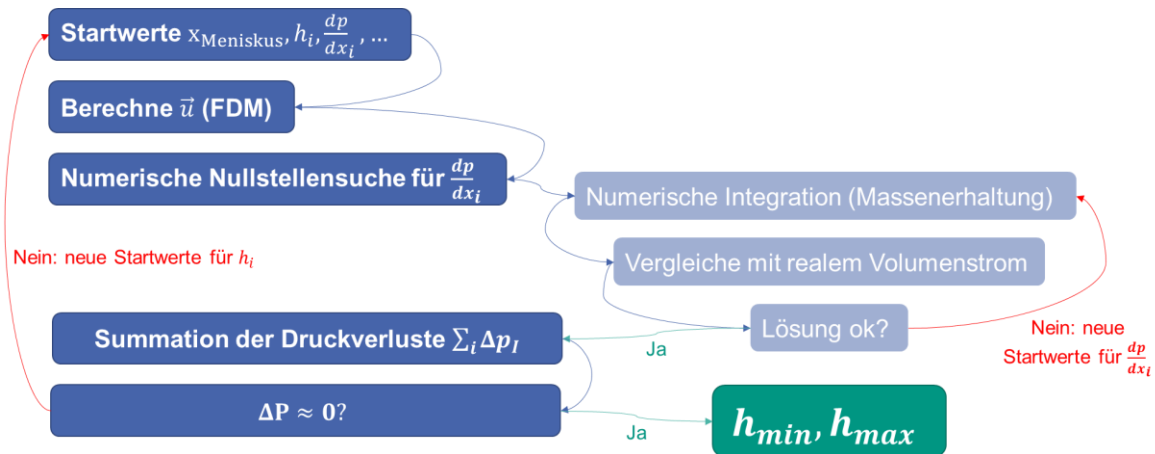 Startwerte x_Meniskus, h_i, dp/dx_i, ...
Berechne u⃗ (FDM)
Numerische Nullstellensuche für dp/dx_i
Numerische Integration (Massenerhaltung)
Nein: neue Startwerte für h_i
Vergleiche mit realem Volumenstrom
Lösung ok?
Nein: neue
Startwerte für dp/dx_i
Ja
Summation der Druckverluste ∑_i Δp_I
ΔP ≈ 0?
Ja
h_min, h_max